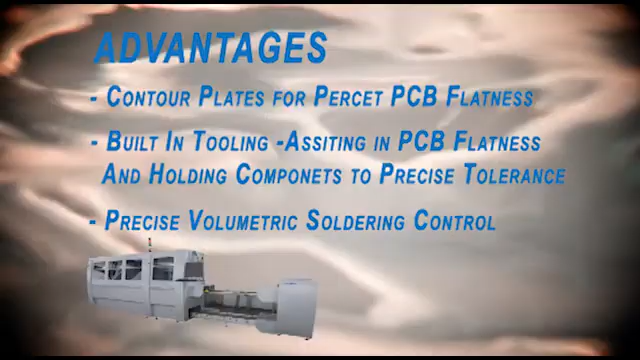 ADVANTAGES
- CONTOUR PLATES FOR PERCET PCB FLATNESS
- BUILT IN TOOLING -ASSITING IN PCB FLATNESS
AND HOLDING COMPONETS TO PRECISE TOLERANCE
- PRECISE VOLUMETRIC SOLDERING CONTROL